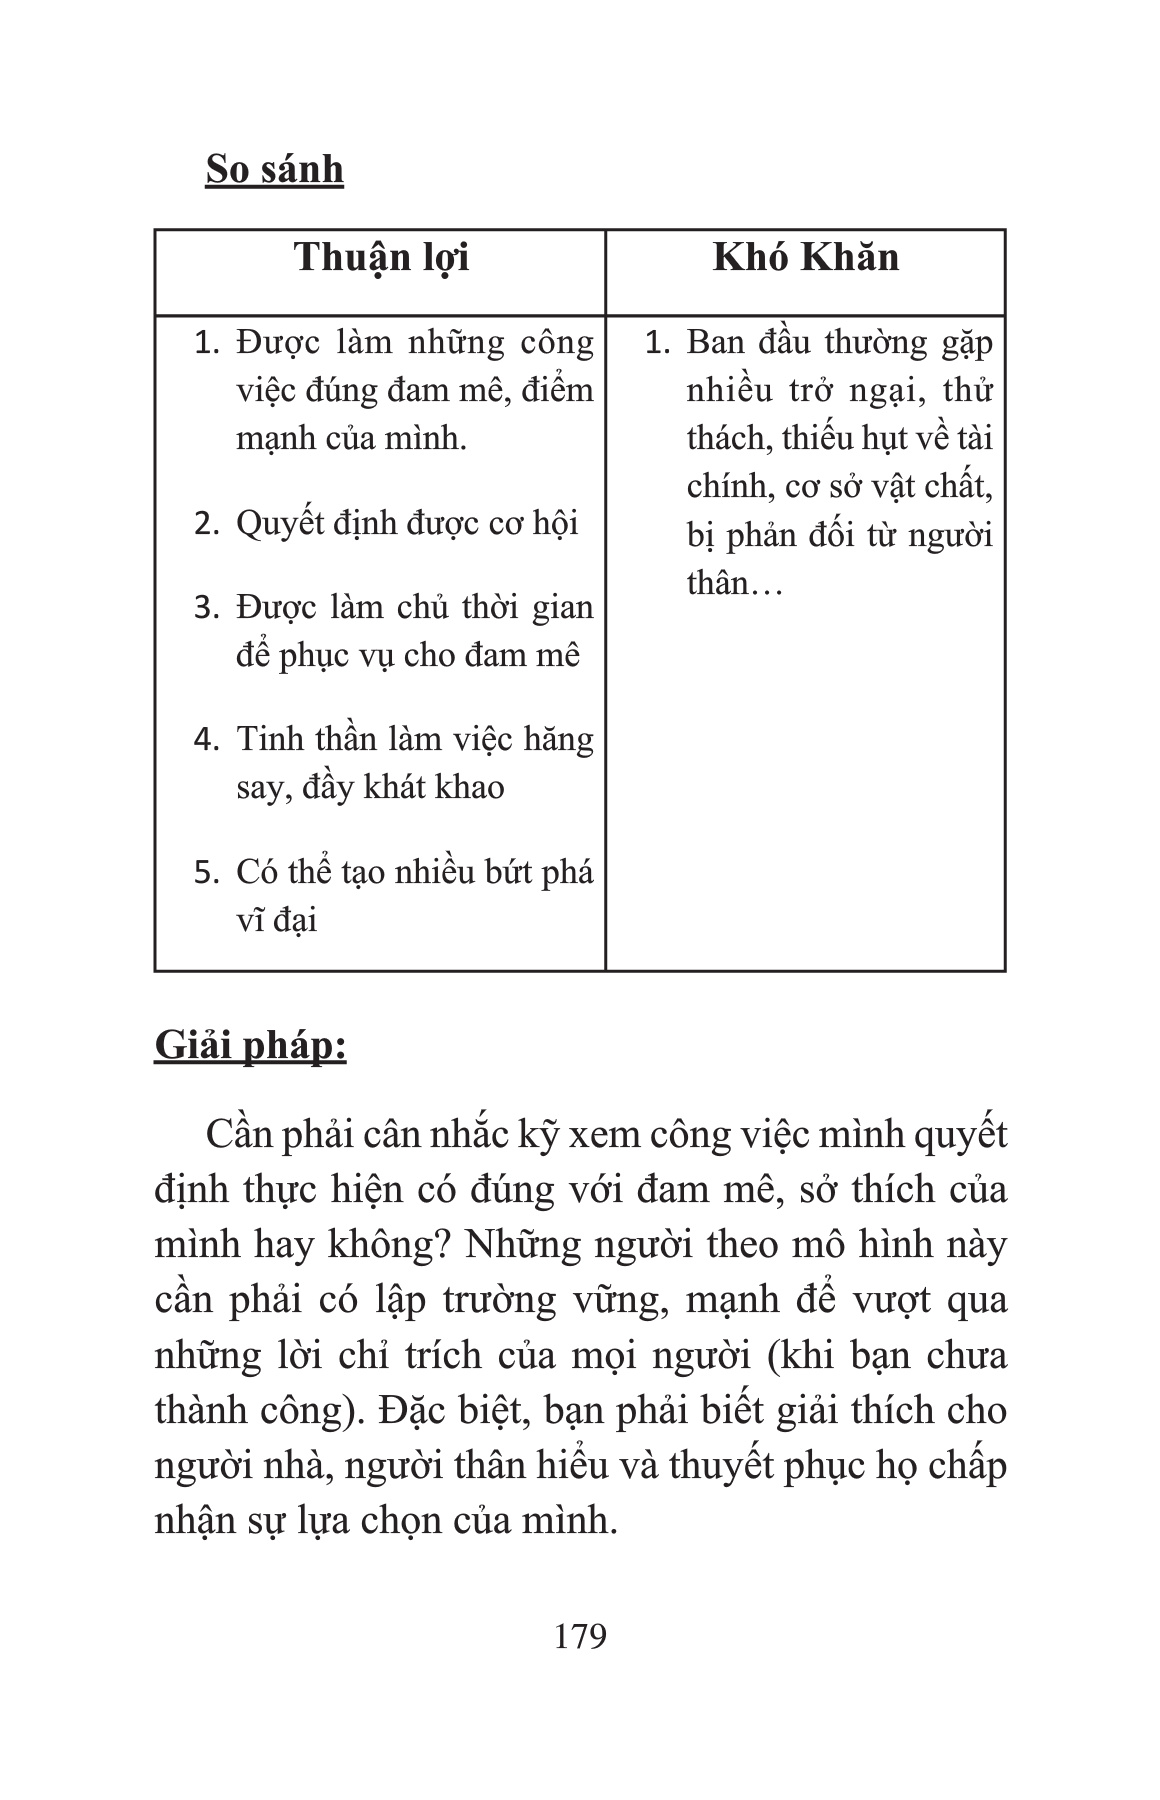 So sánh
Thuận lợi
Khó Khăn
1. Được làm những công
việc đúng đam mê, điểm
mạnh của mình.
2. Quyết định được cơ hội
3. Được làm chủ thời gian
để phục vụ cho đam mê
4. Tinh thần làm việc hăng
say, đầy khát khao
5. Có thể tạo nhiều bứt phá
vĩ đại
1. Ban đầu thường gặp
nhiều trở ngại, thử
thách, thiếu hụt về tài
chính, cơ sở vật chất,
bị phản đối từ người
thân…
Giải pháp:
Cần phải cân nhắc kỹ xem công việc mình quyết
định thực hiện có đúng với đam mê, sở thích của
mình hay không? Những người theo mô hình này
cần phải có lập trường vững, mạnh để vượt qua
những lời chỉ trích của mọi người (khi bạn chưa
thành công). Đặc biệt, bạn phải biết giải thích cho
người nhà, người thân hiểu và thuyết phục họ chấp
nhận sự lựa chọn của mình.
179